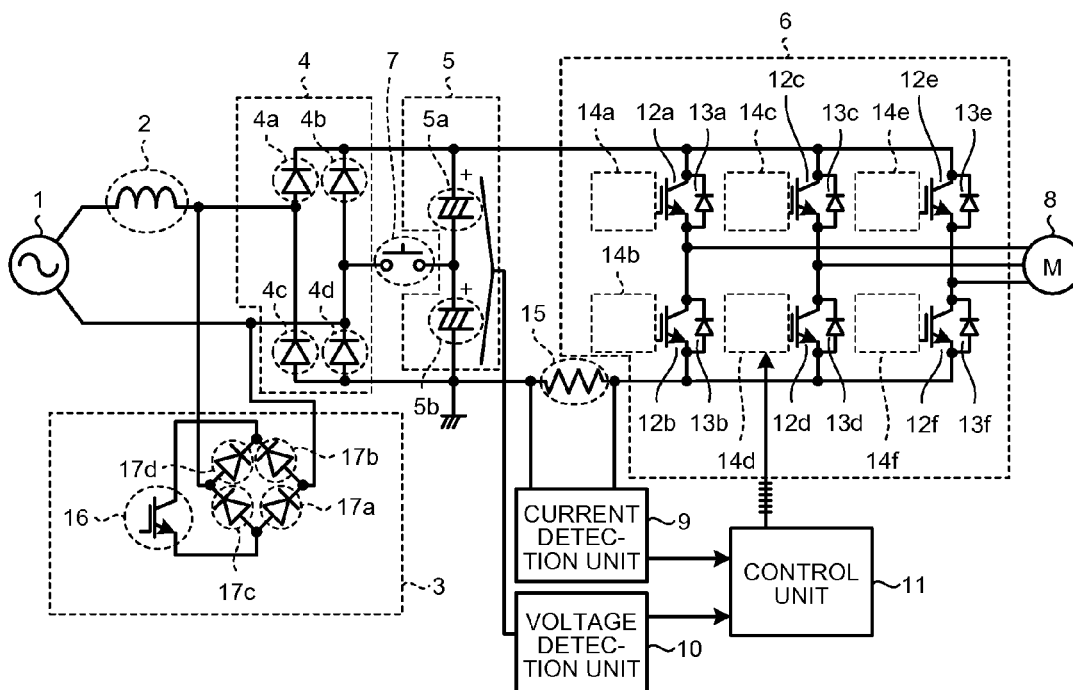 6
7
5
12c
12e
4
14a
12a
13a
14c
13c
14e
13e
2
4a
4b
5a
1
+
8
M
14b
+
4c
4d
15
5b
12b
13b
12d
13d
12f
13f
14d
14f
17d
17b
16
17a
17c
3
CURRENT
DETEC-
TION UNIT
9
CONTROL
UNIT
11
VOLTAGE
DETEC-
TION UNIT
10